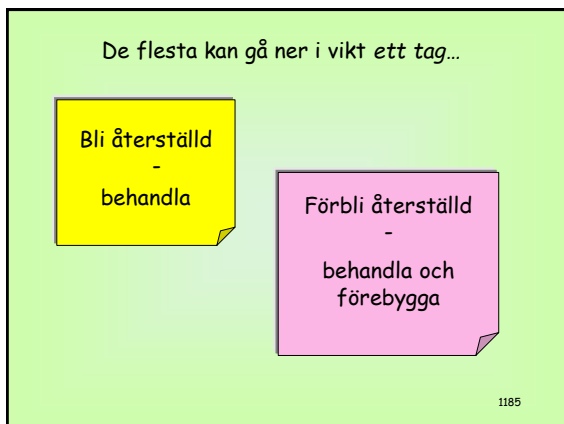 De flesta kan gå ner i vikt ett tag…
Bli återställd
-
behandla
Förbli återställd
-
behandla och
förebygga
1185